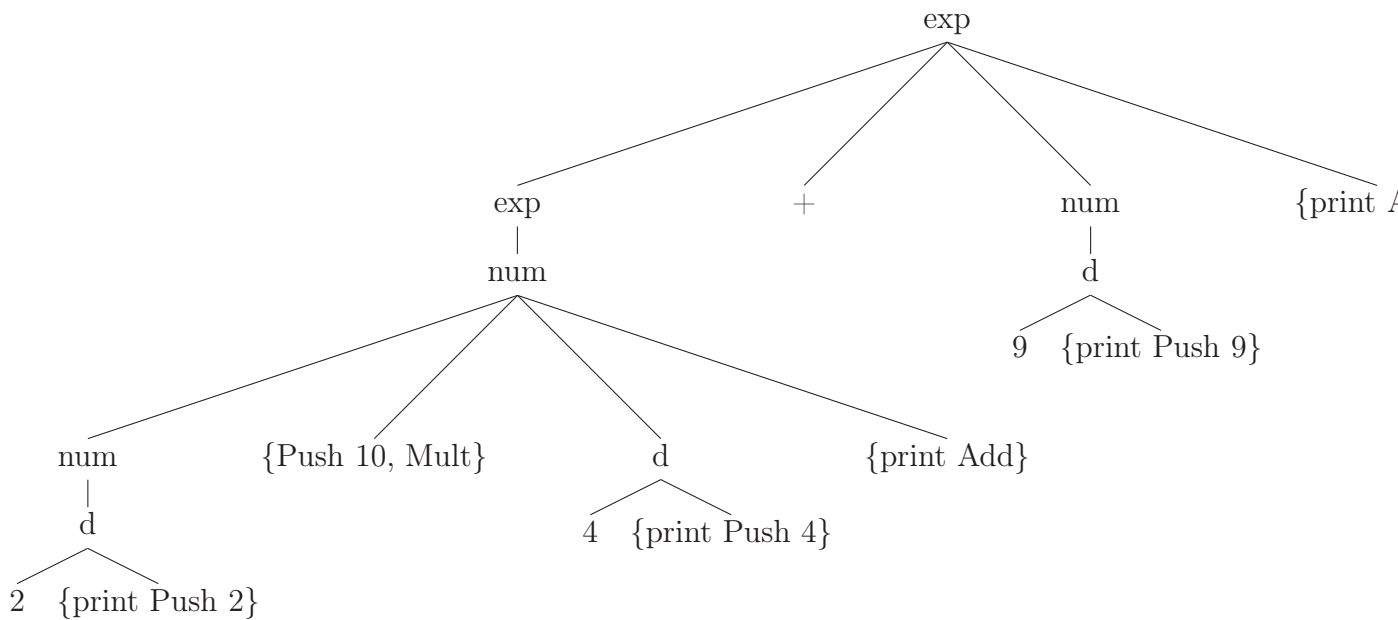 exp
exp + num {print A
num d
9 {print Push 9}
num {Push 10, Mult} d {print Add}
d 4 {print Push 4}
2 {print Push 2}